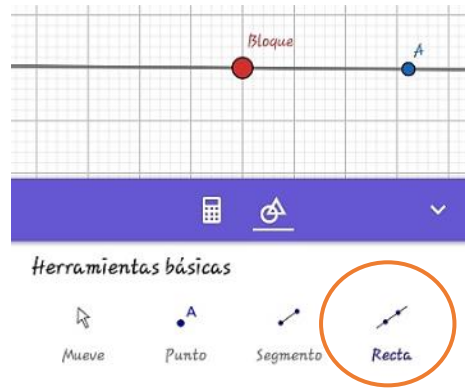 Bloque
A
Herramientas básicas
A
Mueve Punto Segmento Recta